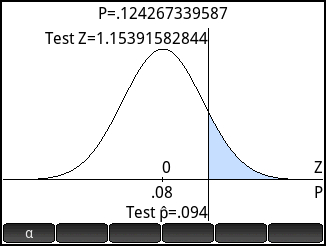 P=.124267339587
Test Z=1.15391582844
0 Z
.08 P
Test p̂=.094
α